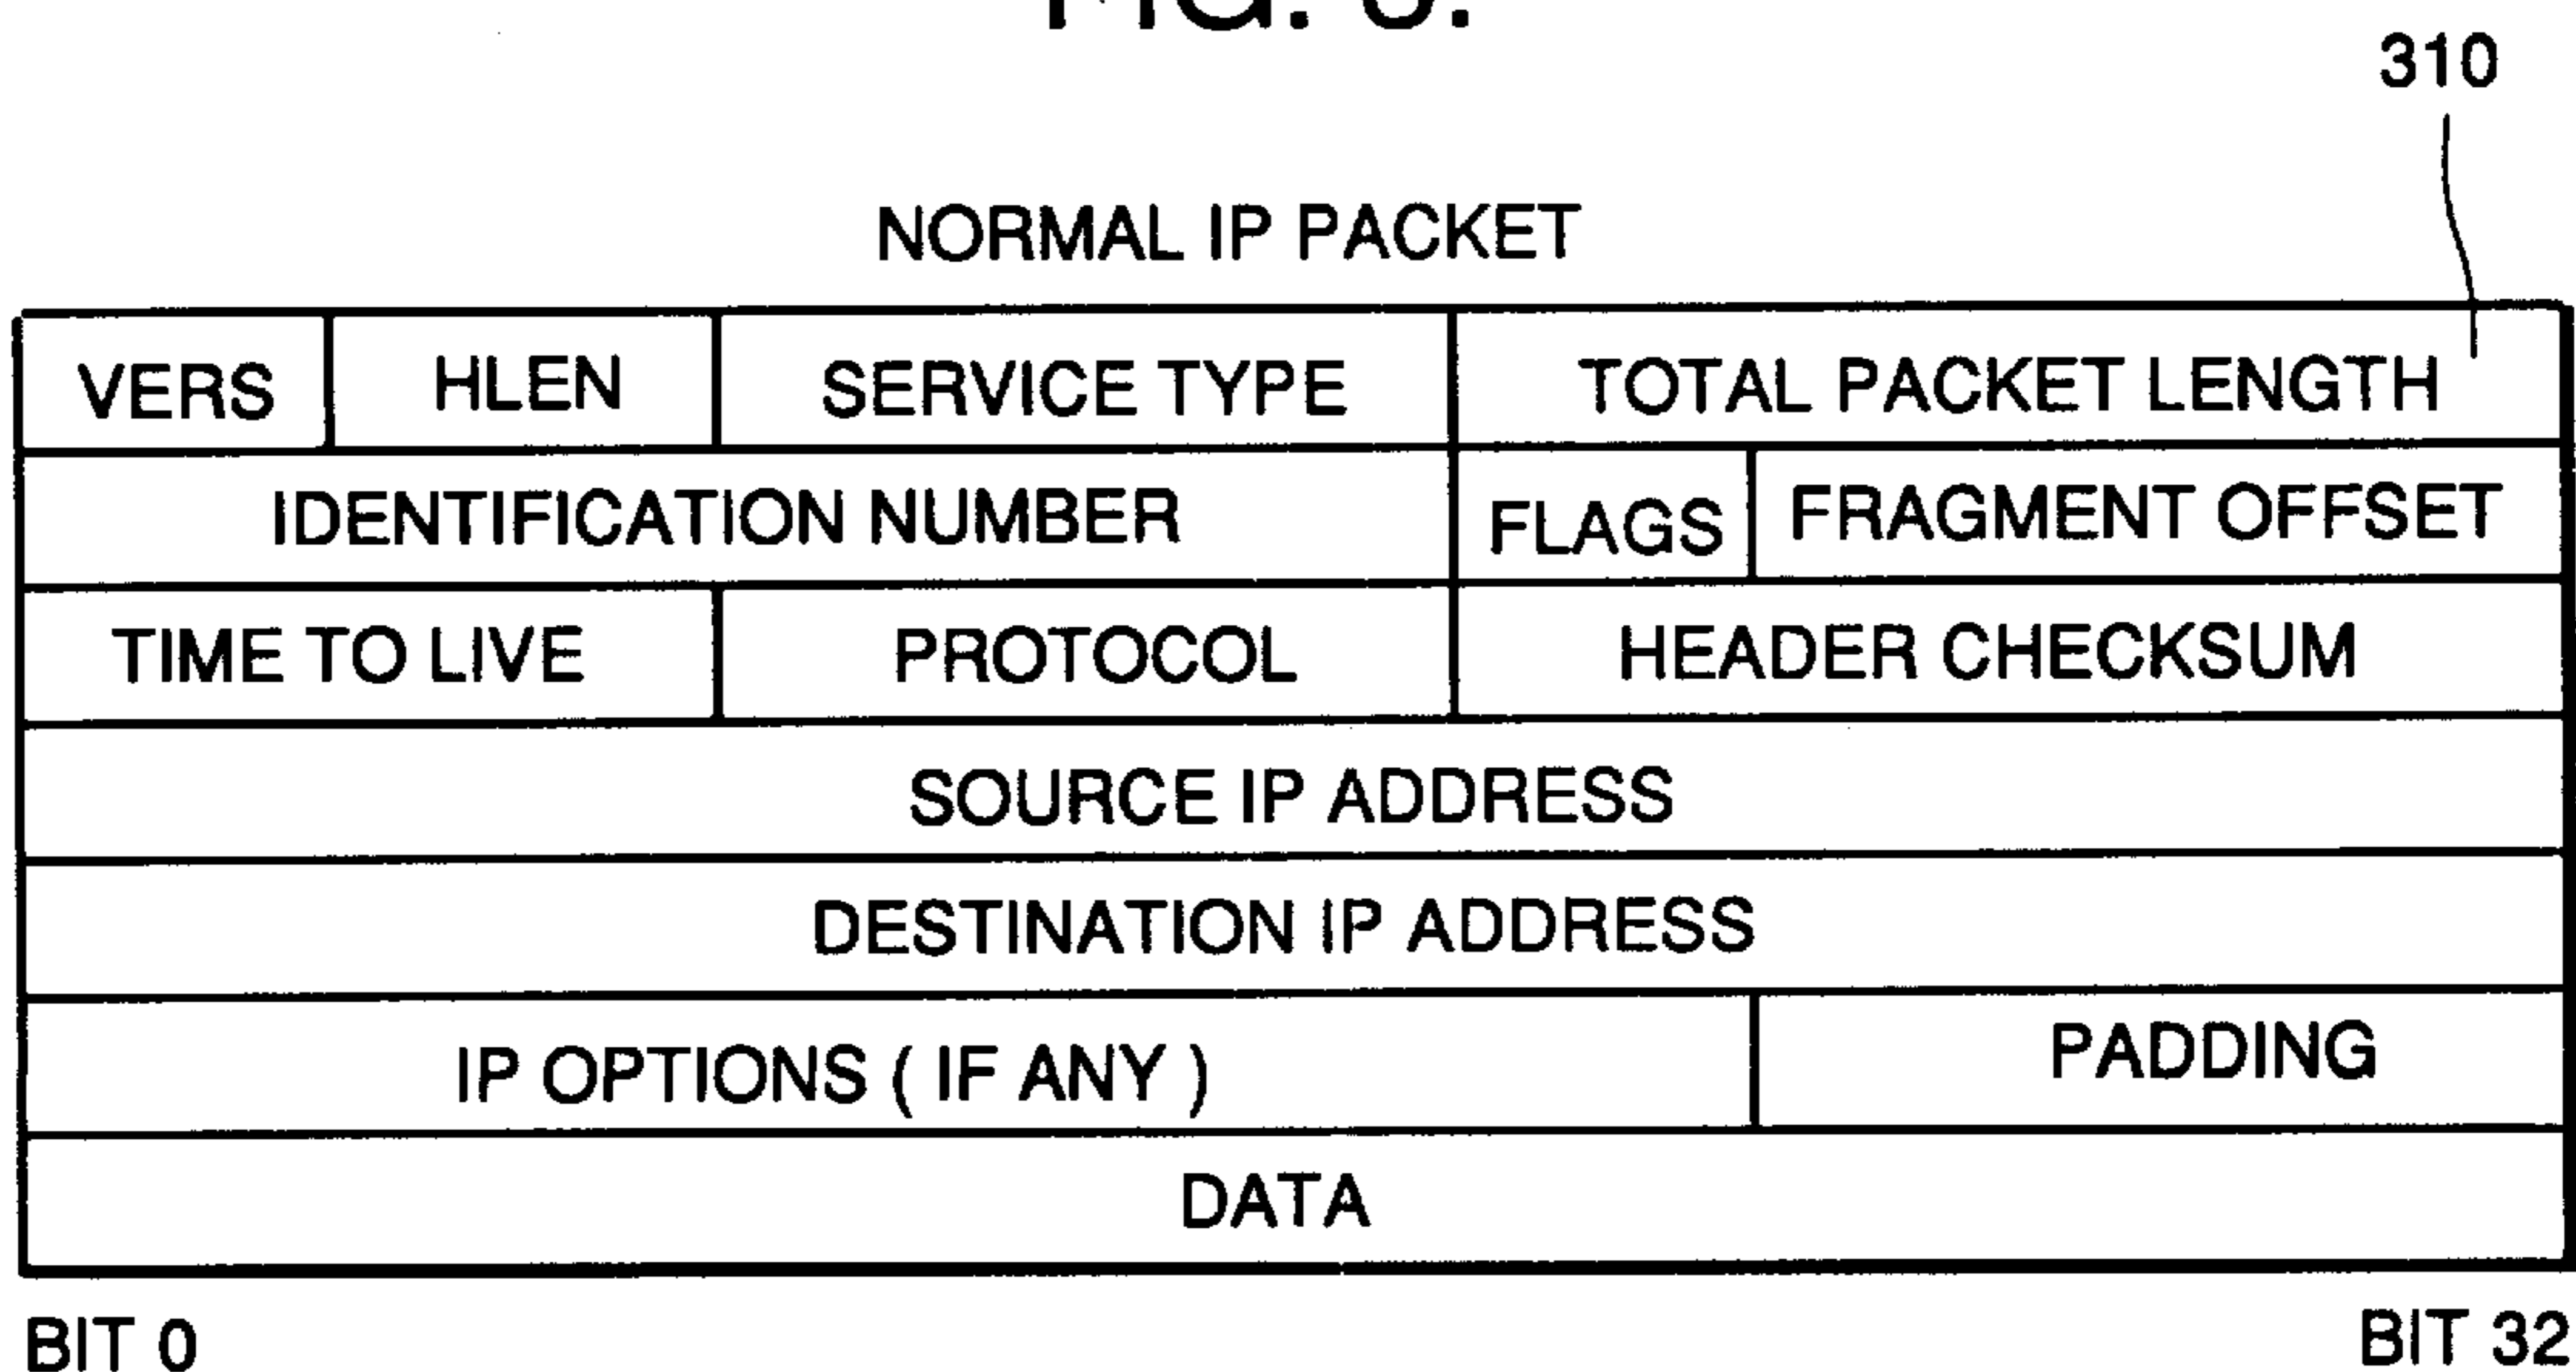 FIG.
310
NORMAL IP PACKET
VERS HLEN SERVICE TYPE TOTAL PACKET LENGTH
IDENTIFICATION NUMBER FLAGS FRAGMENT OFFSET
TIME TO LIVE PROTOCOL HEADER CHECKSUM
SOURCE IP ADDRESS
DESTINATION IP ADDRESS
IP OPTIONS ( IF ANY ) PADDING
DATA
BIT 0 BIT 32